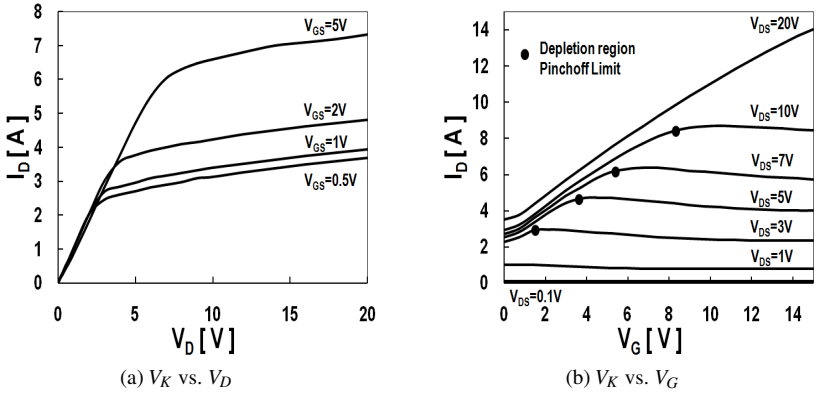 8
7
6
5
4
3
2
1
0
I_D [ A ]
V_GS=5V
V_GS=2V
V_GS=1V
V_GS=0.5V
0 5 10 15 20
V_D [ V ]
(a) V_K vs. V_D
14
12
10
8
6
4
2
0
I_D [ A ]
Depletion region
Pinchoff Limit
V_DS=20V
V_DS=10V
V_DS=7V
V_DS=5V
V_DS=3V
V_DS=1V
V_DS=0.1V
0 2 4 6 8 10 12 14
V_G [ V ]
(b) V_K vs. V_G